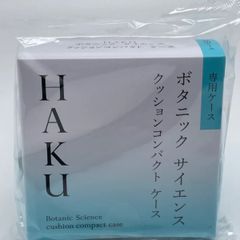 専用ケース
ボタニック サイエンス
クッションコンパクト ケース
HAKU
Botanic Science
cushion compact case